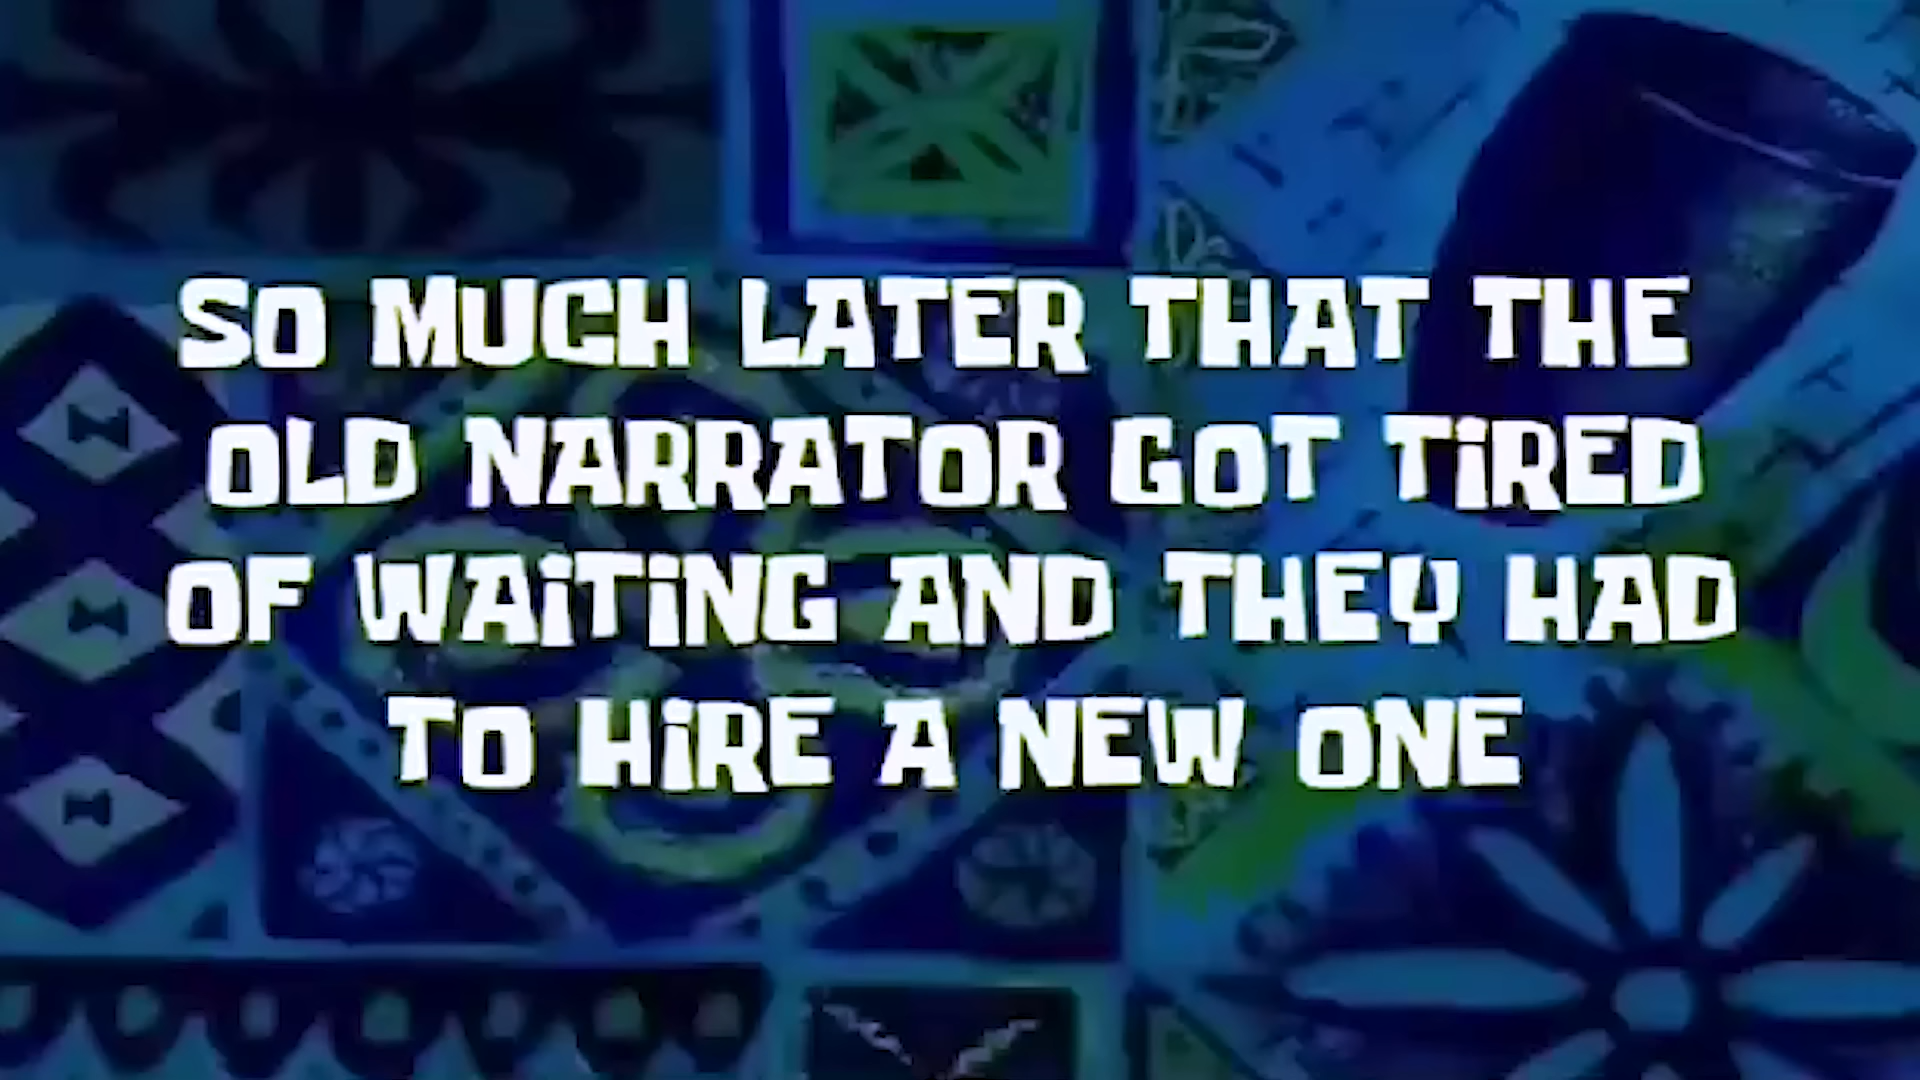 SO MUCH LATER THAT THE
OLD NARRATOR GOT TiRED
OF WAiTiNG AND THEY HAD
TO HiRE A NEW ONE